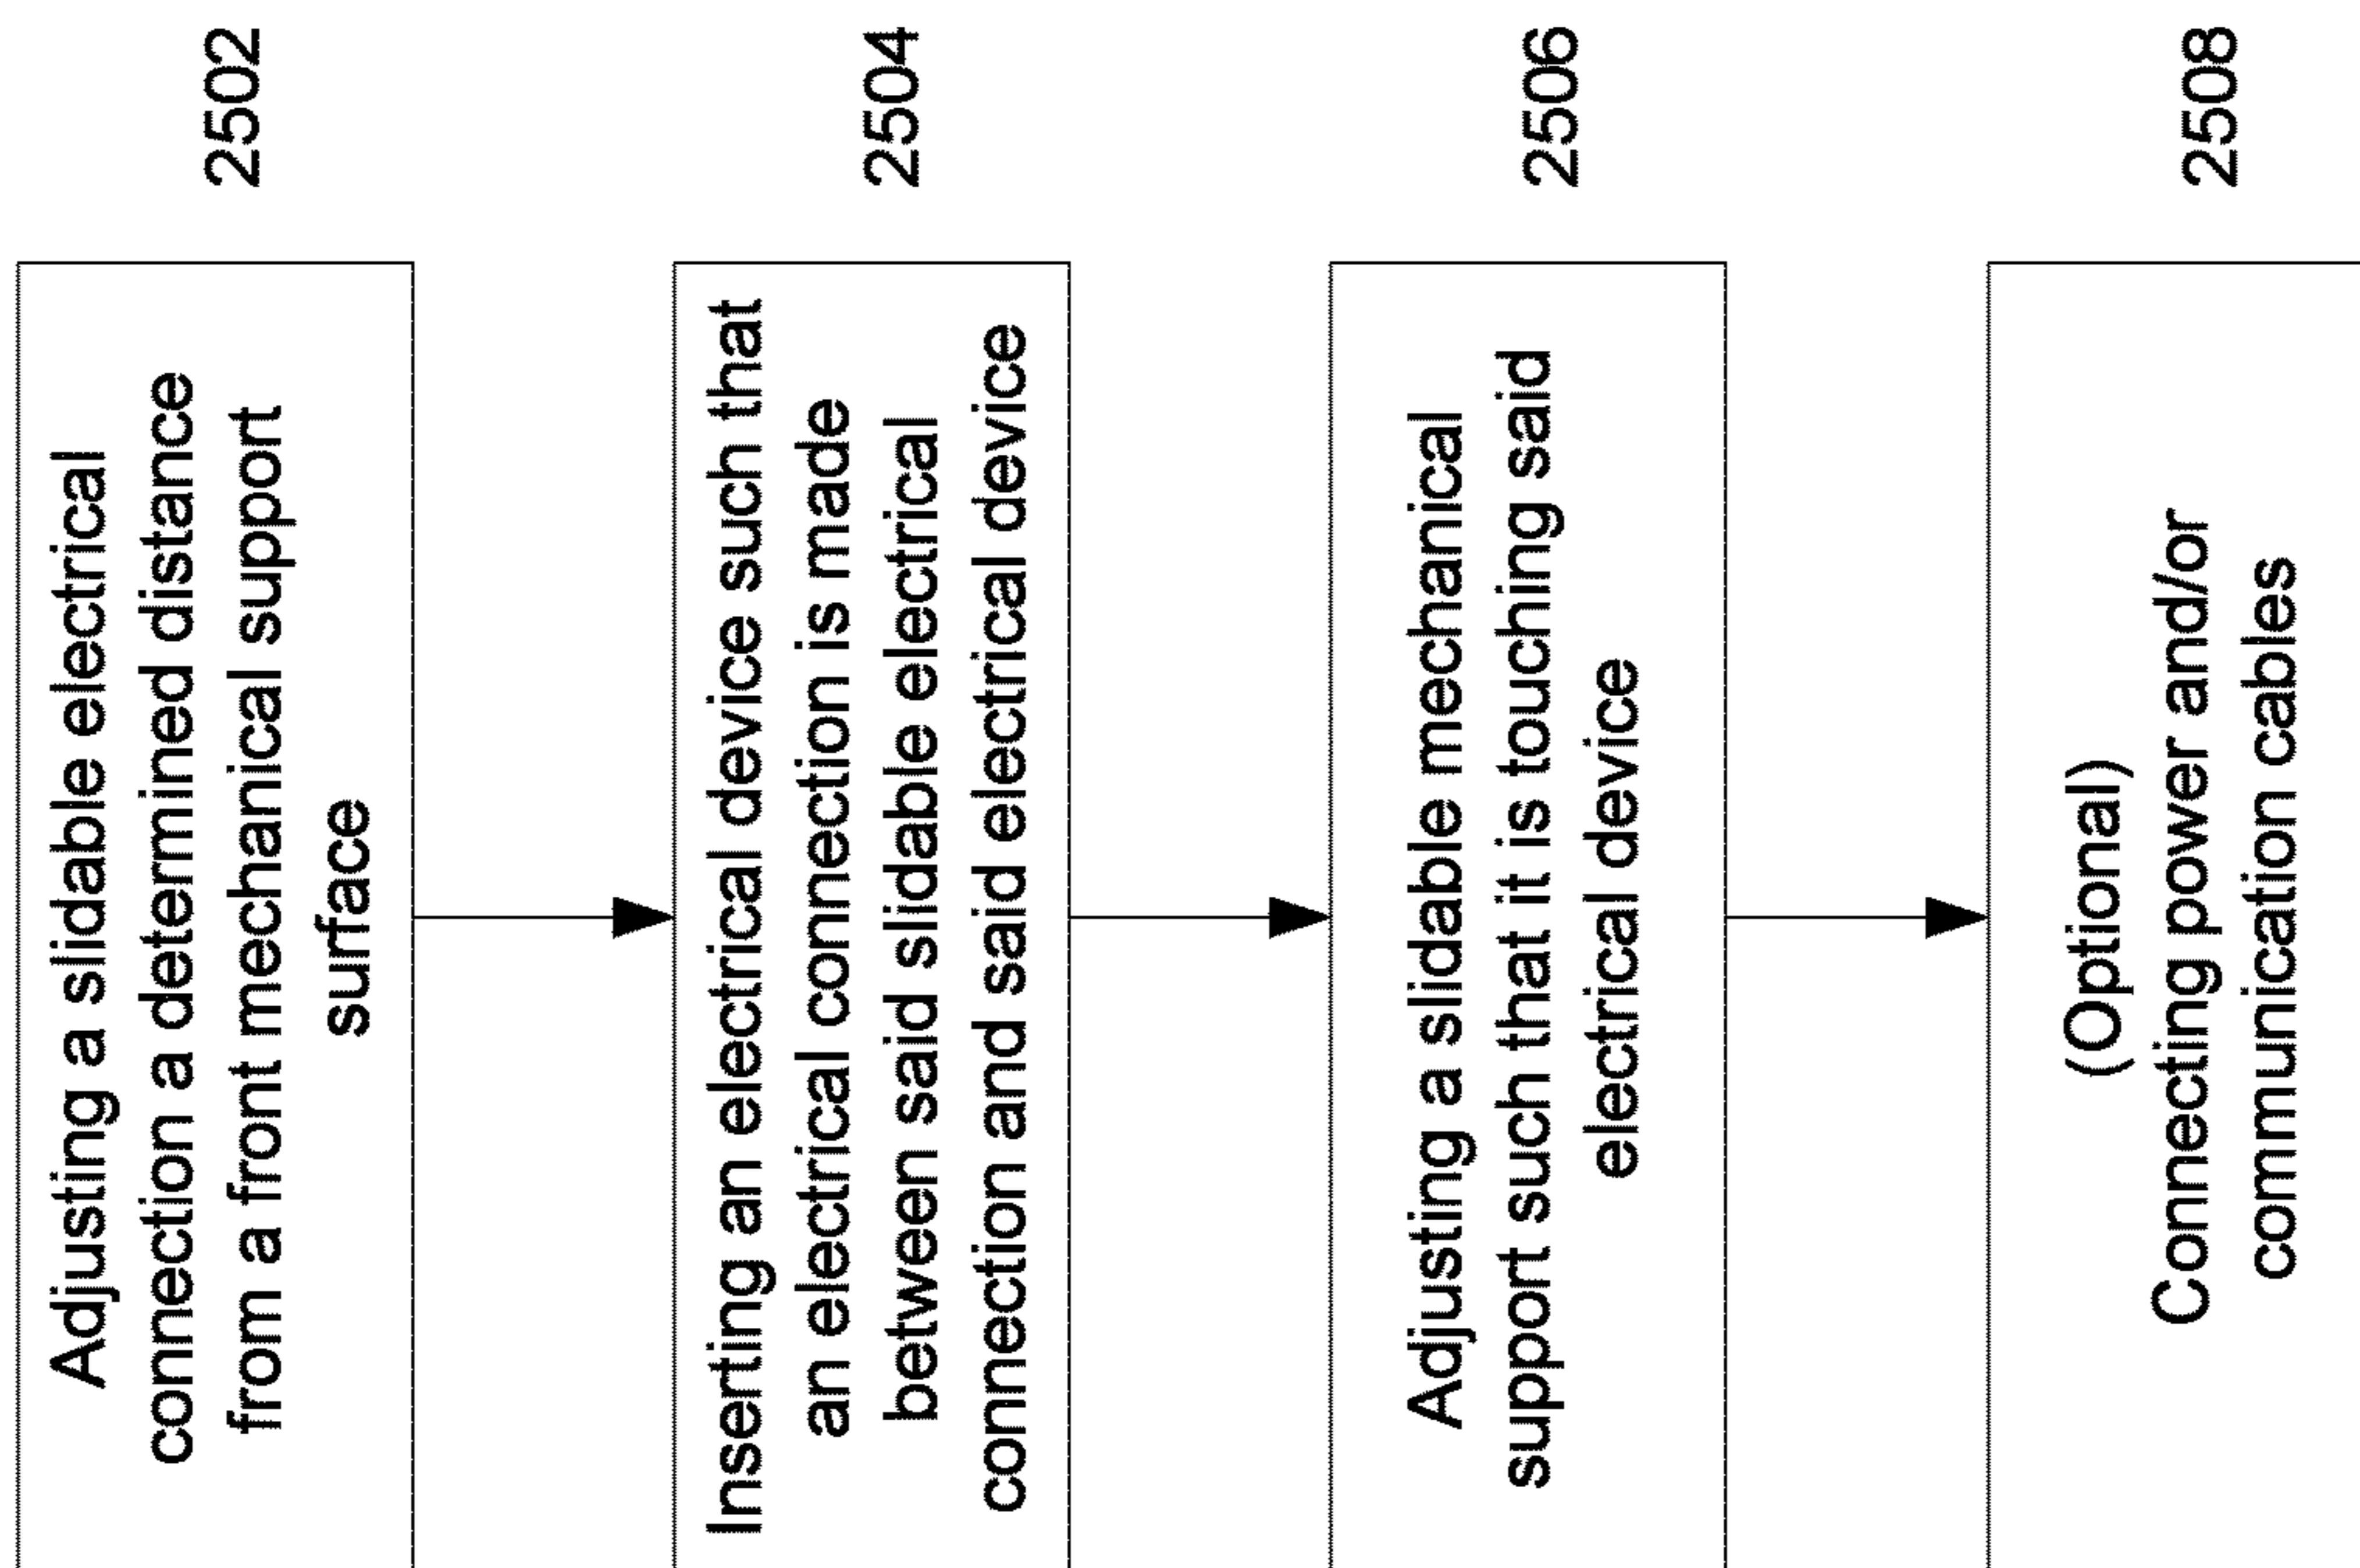 Adjusting a slidable electrical
connection a determined distance
from a front mechanical support
surface
2502
Inserting an electrical device such that
an electrical connection is made
between said slidable electrical
connection and said electrical device
2504
Adjusting a slidable mechanical
support such that it is touching said
electrical device
2506
(Optional)
Connecting power and/or
communication cables
2508